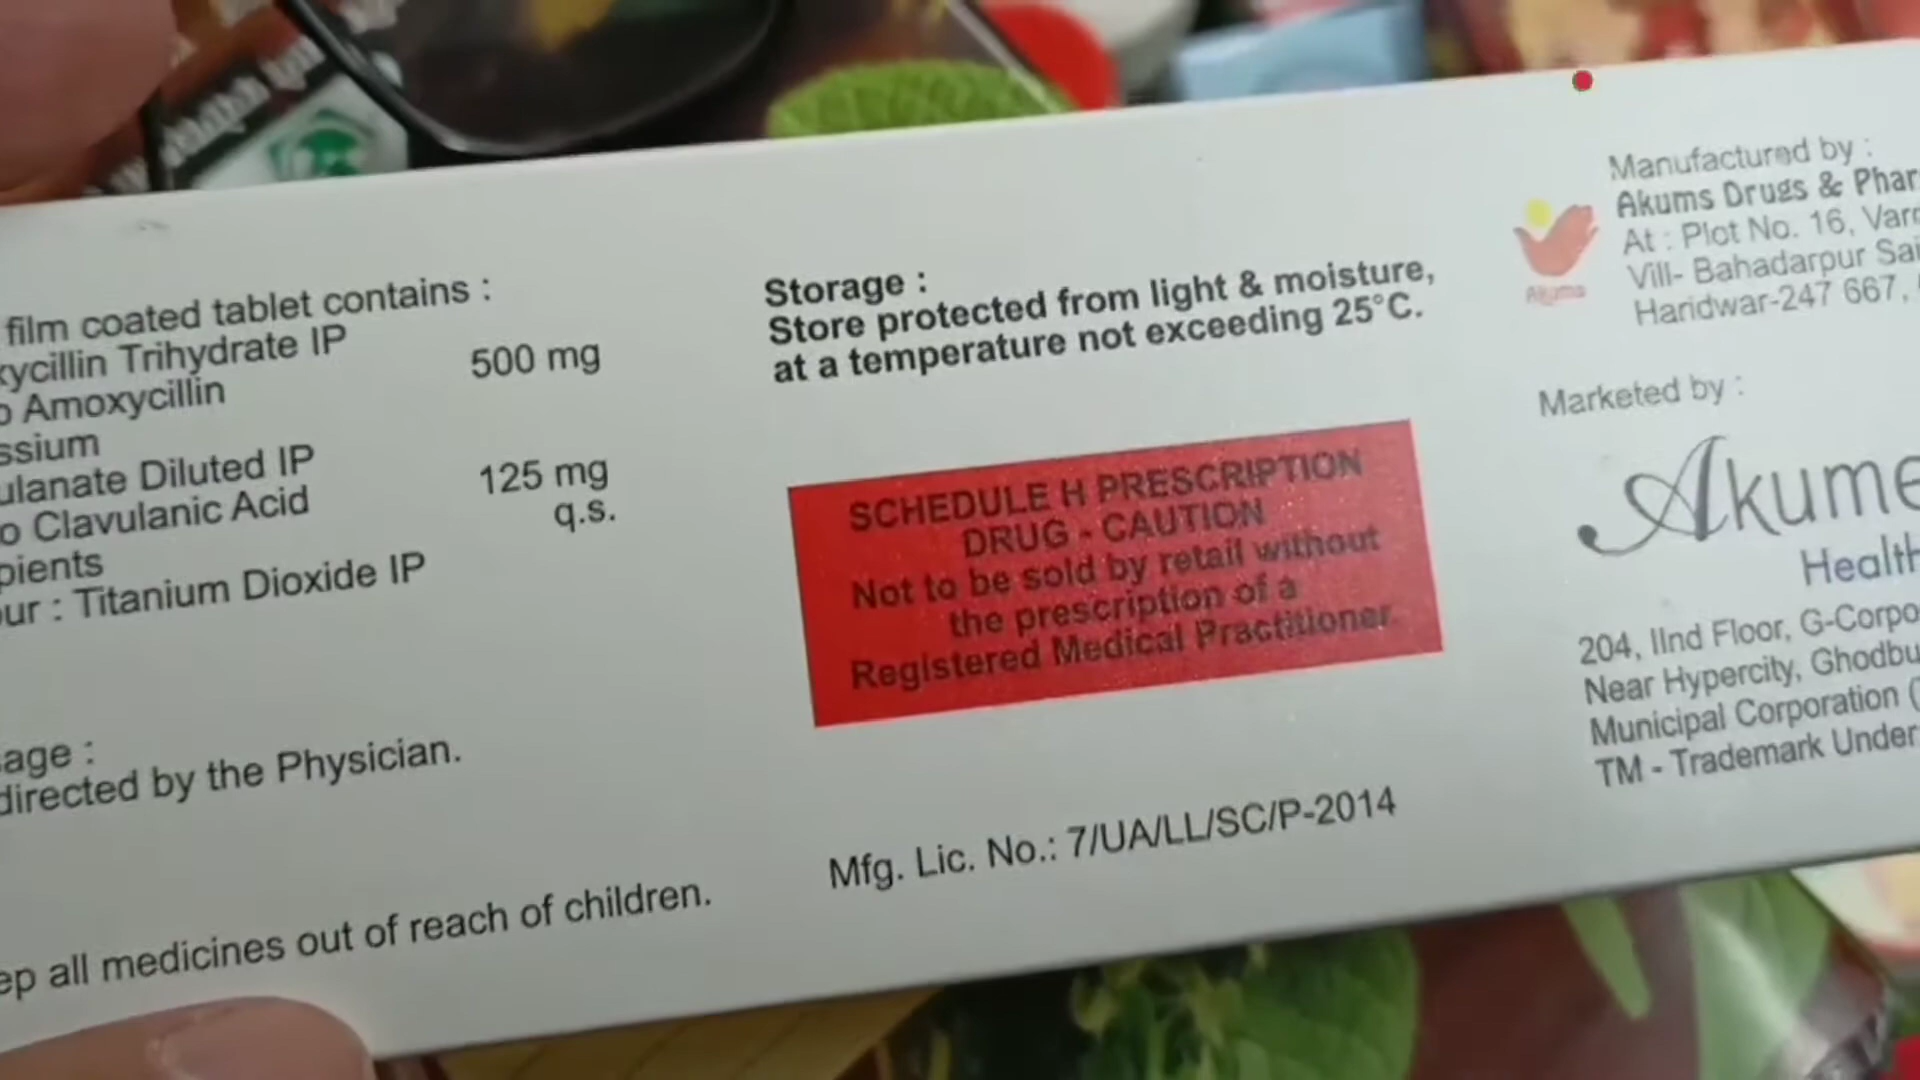 film coated tablet contains :
ycillin Trihydrate IP
o Amoxycillin 500 mg
ssium
ulanate Diluted IP
o Clavulanic Acid 125 mg
pients q.s.
our : Titanium Dioxide IP
age :
directed by the Physician.
ep all medicines out of reach of children.
Storage :
Store protected from light & moisture,
at a temperature not exceeding 25°C.
SCHEDULE H PRESCRIPTION
DRUG - CAUTION
Not to be sold by retail without
the prescription of a
Registered Medical Practitioner
Mfg. Lic. No.: 7/UA/LL/SC/P-2014
Manufactured by :
Akums Drugs & Phar
At : Plot No. 16, Vard
Vill- Bahadarpur Sai
Haridwar-247 667,
Akums
Marketed by :
Akume
Health
204, IInd Floor, G-Corpo
Near Hypercity, Ghodbu
Municipal Corporation (
TM - Trademark Under